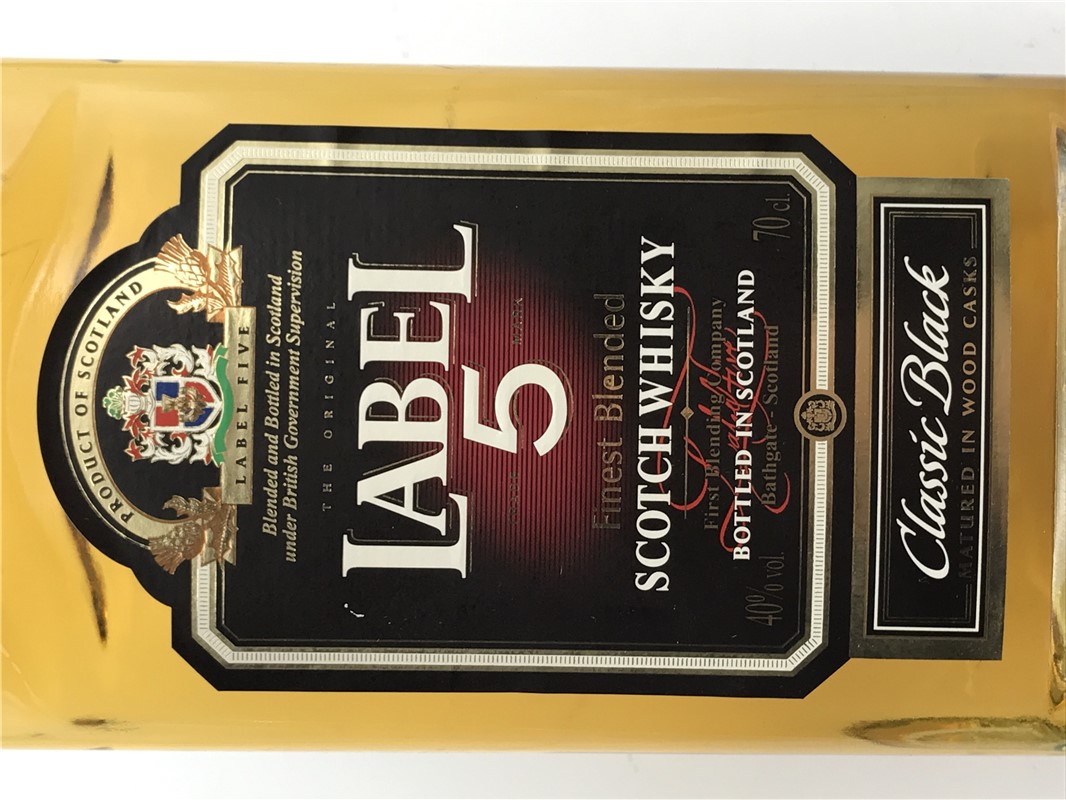 PRODUCT OF SCOTLAND
LABEL FIVE
Blended and Bottled in Scotland
under British Government Supervision
THE ORIGINAL
LABEL
5
MARK
Finest Blended
SCOTCH WHISKY
First Blending Company
BOTTLED IN SCOTLAND
Bathgate - Scotland
40% vol. 70 cl.
Classic Black
MATURED IN WOOD CASKS